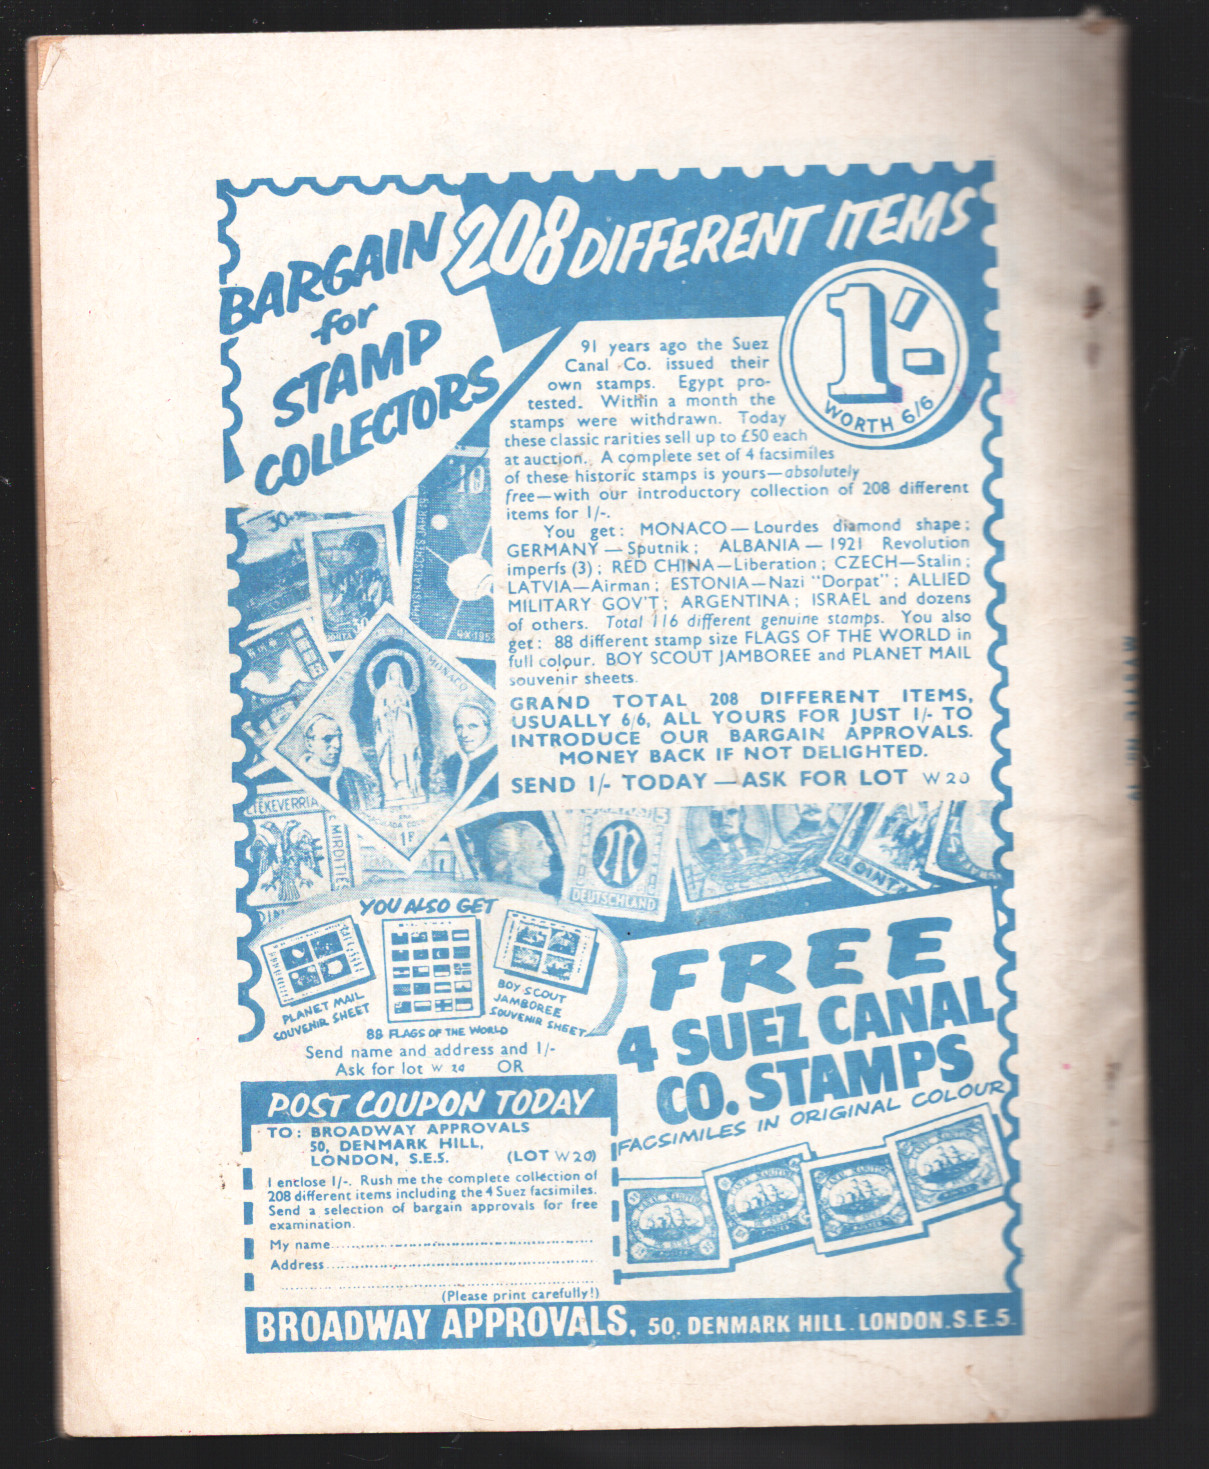 BARGAIN
for
STAMP
COLLECTORS
208 DIFFERENT ITEMS
1/-
WORTH 6/6
91 years ago the Suez
Canal Co. issued their
own stamps. Egypt pro-
tested. Within a month the
stamps were withdrawn. Today
these classic rarities sell up to £50 each
at auction. A complete set of 4 facsimiles
of these historic stamps is yours—absolutely
free—with our introductory collection of 208 different
items for 1/-.
You get: MONACO—Lourdes diamond shape;
GERMANY—Sputnik; ALBANIA—1921 Revolution
imperfs (3); RED CHINA—Liberation; CZECH—Stalin;
LATVIA—Airman; ESTONIA—Nazi "Dorpat"; ALLIED
MILITARY GOV'T; ARGENTINA; ISRAEL and dozens
of others. Total 116 different genuine stamps. You also
get: 88 different stamp size FLAGS OF THE WORLD in
full colour. BOY SCOUT JAMBOREE and PLANET MAIL
souvenir sheets.
GRAND TOTAL 208 DIFFERENT ITEMS,
USUALLY 6/6, ALL YOURS FOR JUST 1/- TO
INTRODUCE OUR BARGAIN APPROVALS.
MONEY BACK IF NOT DELIGHTED.
SEND 1/- TODAY—ASK FOR LOT W20
30+
10
PHYSIKALISCHES JAHR
MONACO
1F
ETXEKEVERRIA
E MIRDITIES
DEUTSCHLAND
YOU ALSO GET
PLANET MAIL
SOUVENIR SHEET
88 FLAGS OF THE WORLD
BOY SCOUT
JAMBOREE
SOUVENIR SHEET
Send name and address and 1/-
Ask for lot W 20 OR
FREE
4 SUEZ CANAL
CO. STAMPS
FACSIMILES IN ORIGINAL COLOUR
POST COUPON TODAY
TO: BROADWAY APPROVALS
50, DENMARK HILL,
LONDON, S.E.5. (LOT W20)
I enclose 1/-. Rush me the complete collection of
208 different items including the 4 Suez facsimiles.
Send a selection of bargain approvals for free
examination.
My name
Address
(Please print carefully!)
BROADWAY APPROVALS, 50, DENMARK HILL. LONDON. S.E.5.